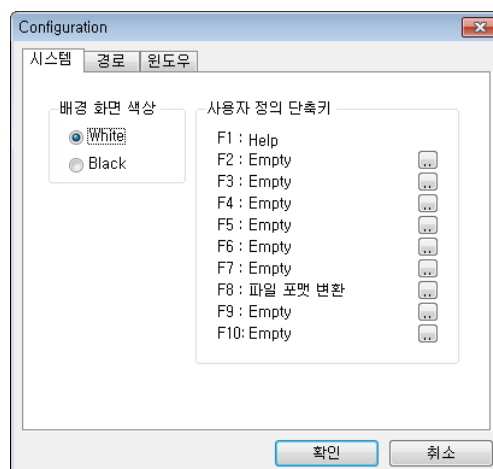 Configuration
시스템 경로 윈도우
배경 화면 색상
White
Black
사용자 정의 단축키
F1 : Help
F2 : Empty ..
F3 : Empty ..
F4 : Empty ..
F5 : Empty ..
F6 : Empty ..
F7 : Empty ..
F8 : 파일 포맷 변환 ..
F9 : Empty ..
F10: Empty ..
확인 취소